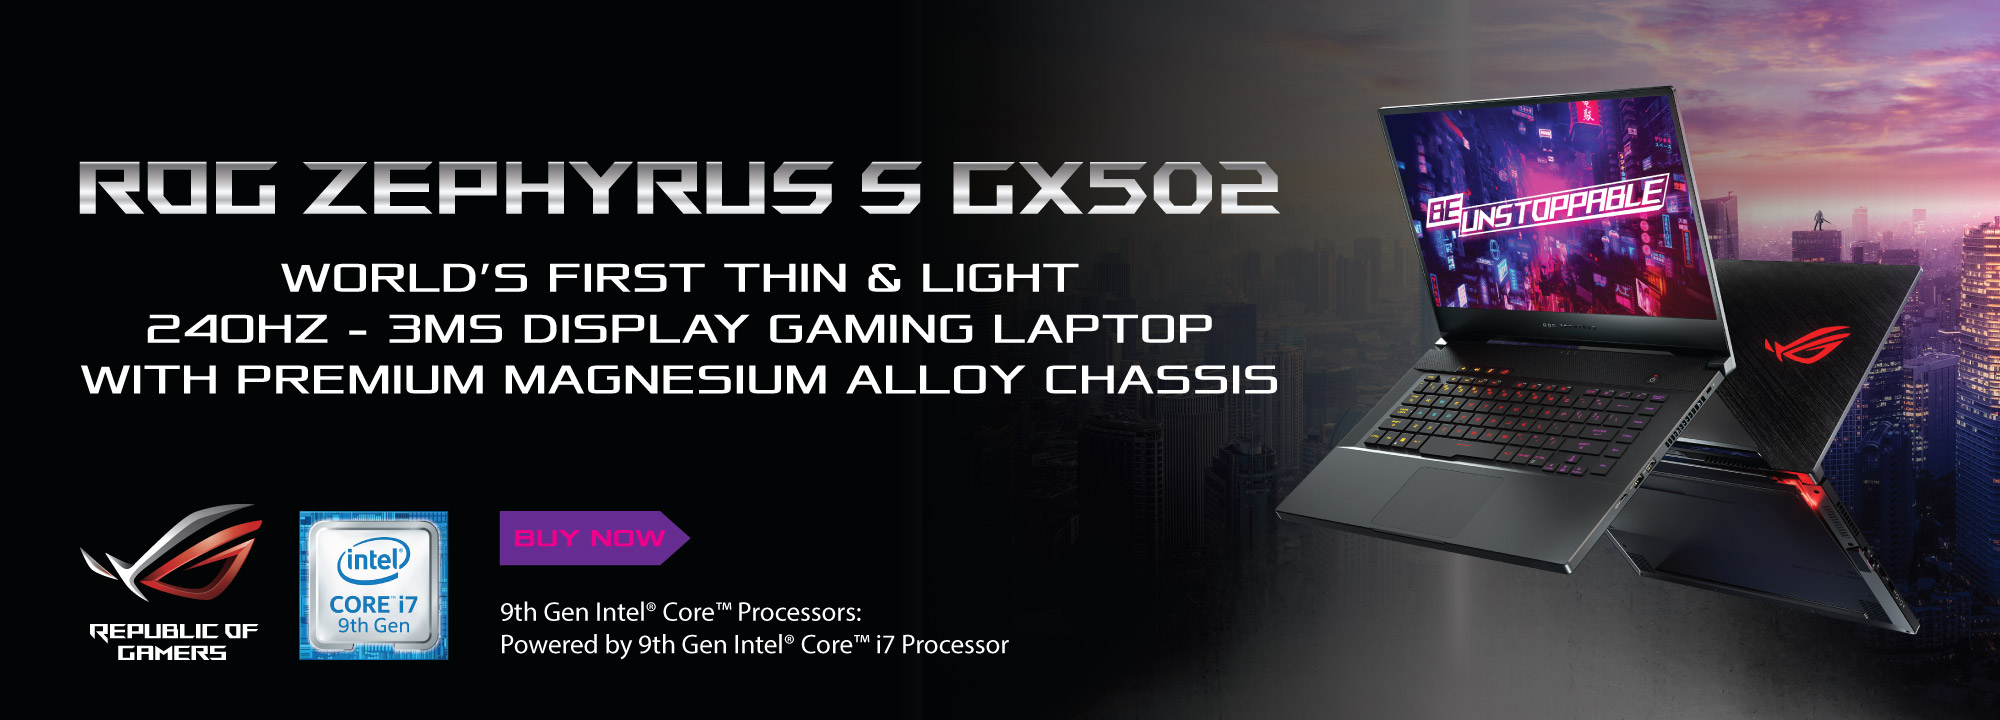 ROG ZEPHYRUS S GX502
WORLD'S FIRST THIN & LIGHT
240HZ - 3MS DISPLAY GAMING LAPTOP
WITH PREMIUM MAGNESIUM ALLOY CHASSIS
BE UNSTOPPABLE
REPUBLIC OF
GAMERS
intel®
CORE™ i7
9th Gen
BUY NOW
9th Gen Intel® Core™ Processors:
Powered by 9th Gen Intel® Core™ i7 Processor